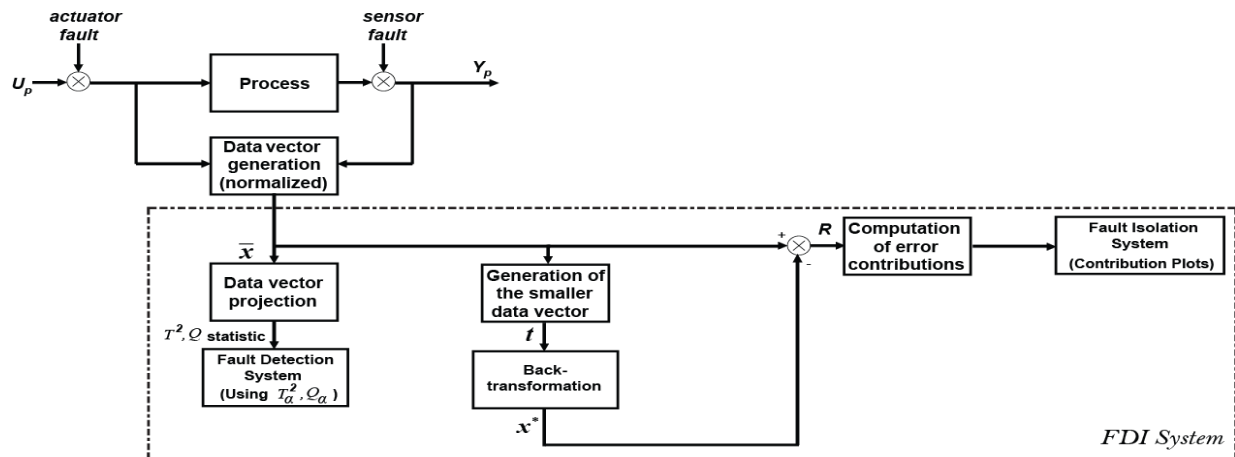 actuator
fault
sensor
fault
U_p
Process
Y_p
Data vector
generation
(normalized)
x̅
+
-
R
Computation
of error
contributions
Fault Isolation
System
(Contribution Plots)
Data vector
projection
Generation of
the smaller
data vector
T², Q statistic
t
Fault Detection
System
(Using T²_α, Q_α )
Back-
transformation
x*
FDI System